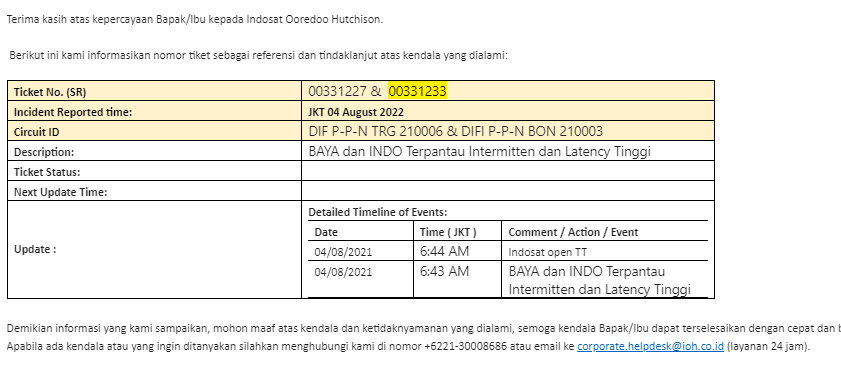 Terima kasih atas kepercayaan Bapak/Ibu kepada Indosat Ooredoo Hutchison.
Berikut ini kami informasikan nomor tiket sebagai referensi dan tindaklanjut atas kendala yang dialami:
Ticket No. (SR) 00331227 & 00331233
Incident Reported time: JKT 04 August 2022
Circuit ID DIF P-P-N TRG 210006 & DIFI P-P-N BON 210003
Description: BAYA dan INDO Terpantau Intermitten dan Latency Tinggi
Ticket Status:
Next Update Time:
Update :
Detailed Timeline of Events:
Date Time ( JKT ) Comment / Action / Event
04/08/2021 6:44 AM Indosat open TT
04/08/2021 6:43 AM BAYA dan INDO Terpantau
Intermitten dan Latency Tinggi
Demikian informasi yang kami sampaikan, mohon maaf atas kendala dan ketidaknyamanan yang dialami, semoga kendala Bapak/Ibu dapat terselesaikan dengan cepat dan
Apabila ada kendala atau yang ingin ditanyakan silahkan menghubungi kami di nomor +6221-30008686 atau email ke corporate.helpdesk@ioh.co.id (layanan 24 jam).